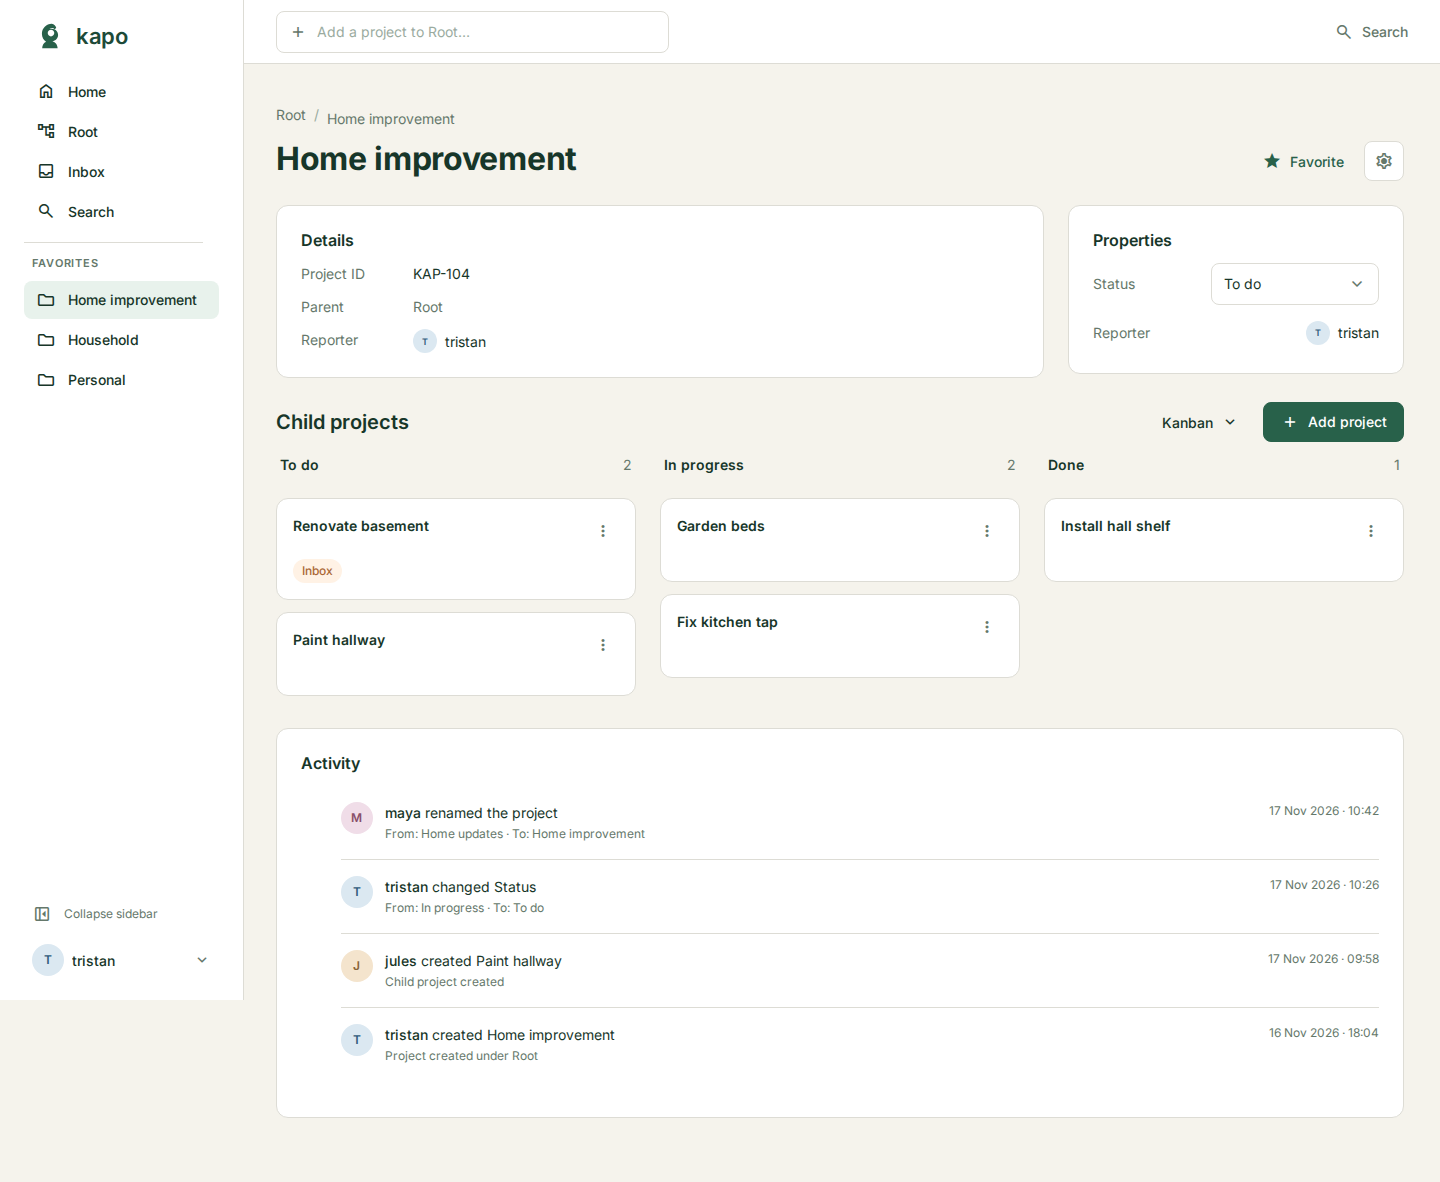 kapo
Add a project to Root...
Search
Home
Root
Inbox
Search
FAVORITES
Home improvement
Household
Personal
Collapse sidebar
T tristan
Root / Home improvement
Home improvement
Favorite
Details
Project ID KAP-104
Parent Root
Reporter T tristan
Properties
Status To do
Reporter T tristan
Child projects
Kanban
Add project
To do 2
Renovate basement
Inbox
Paint hallway
In progress 2
Garden beds
Fix kitchen tap
Done 1
Install hall shelf
Activity
M maya renamed the project 17 Nov 2026 · 10:42
From: Home updates · To: Home improvement
T tristan changed Status 17 Nov 2026 · 10:26
From: In progress · To: To do
J jules created Paint hallway 17 Nov 2026 · 09:58
Child project created
T tristan created Home improvement 16 Nov 2026 · 18:04
Project created under Root